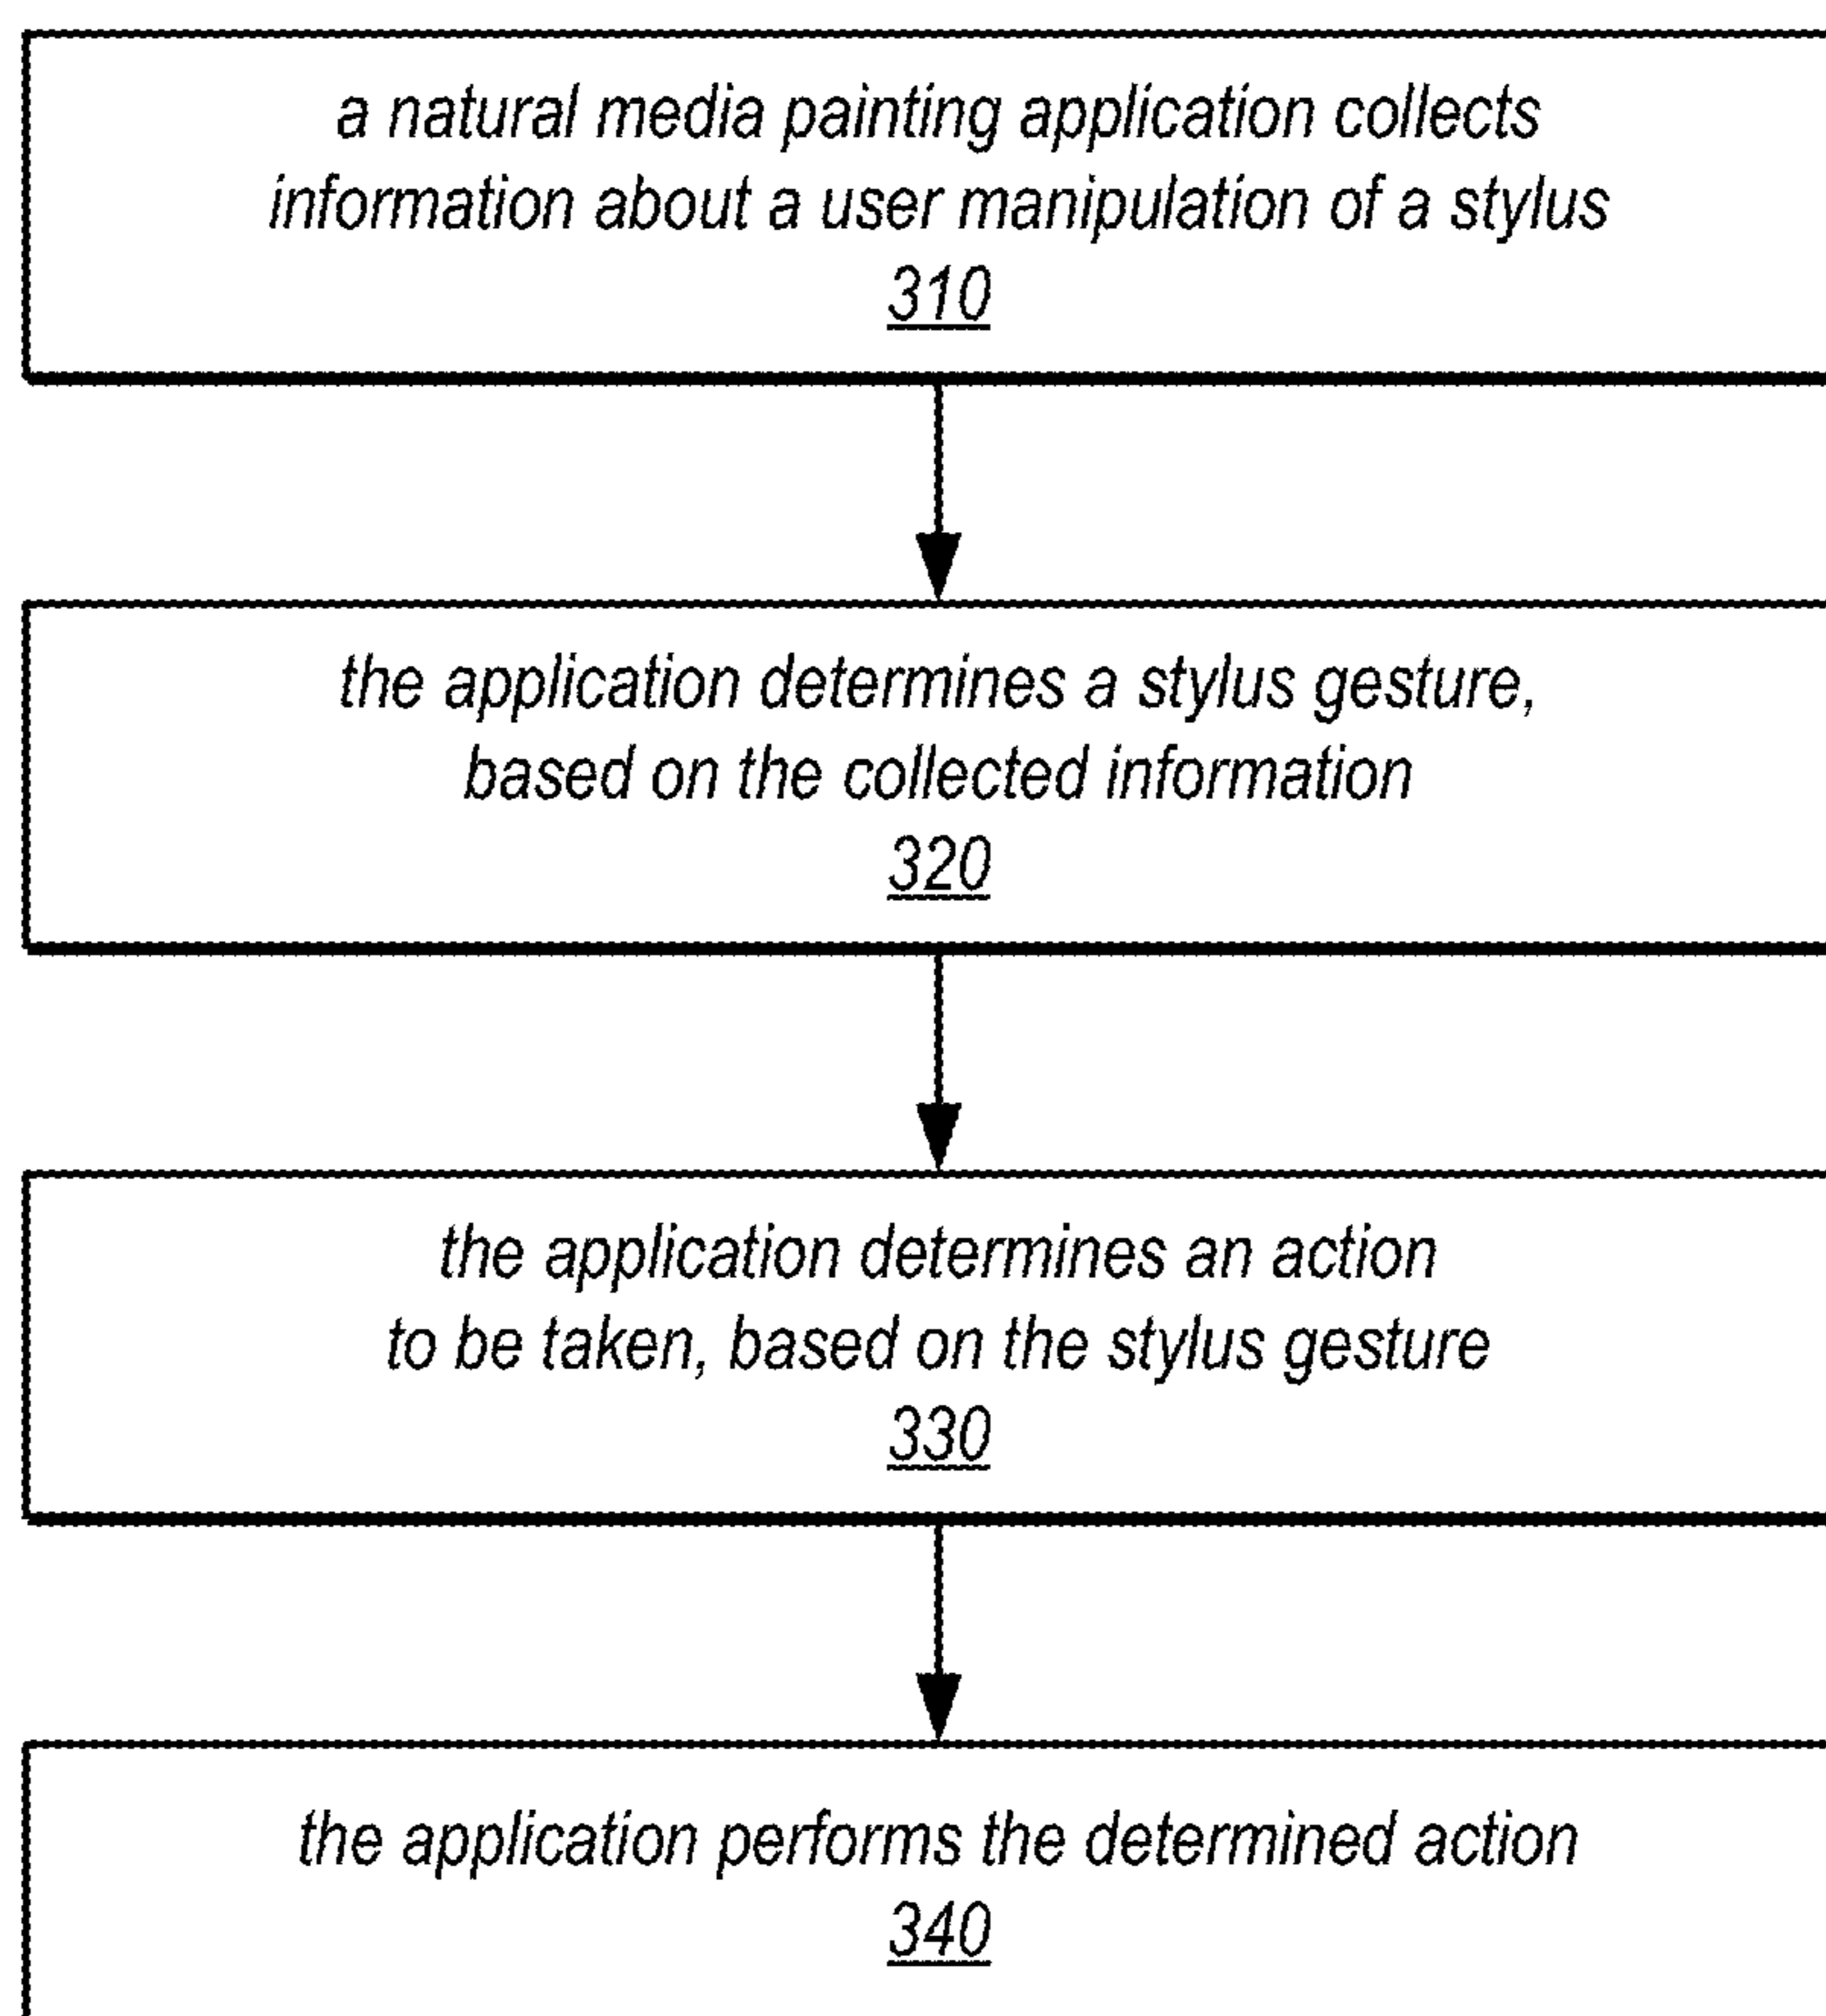 a natural media painting application collects
information about a user manipulation of a stylus
310
the application determines a stylus gesture,
based on the collected information
320
the application determines an action
to be taken, based on the stylus gesture
330
the application performs the determined action
340